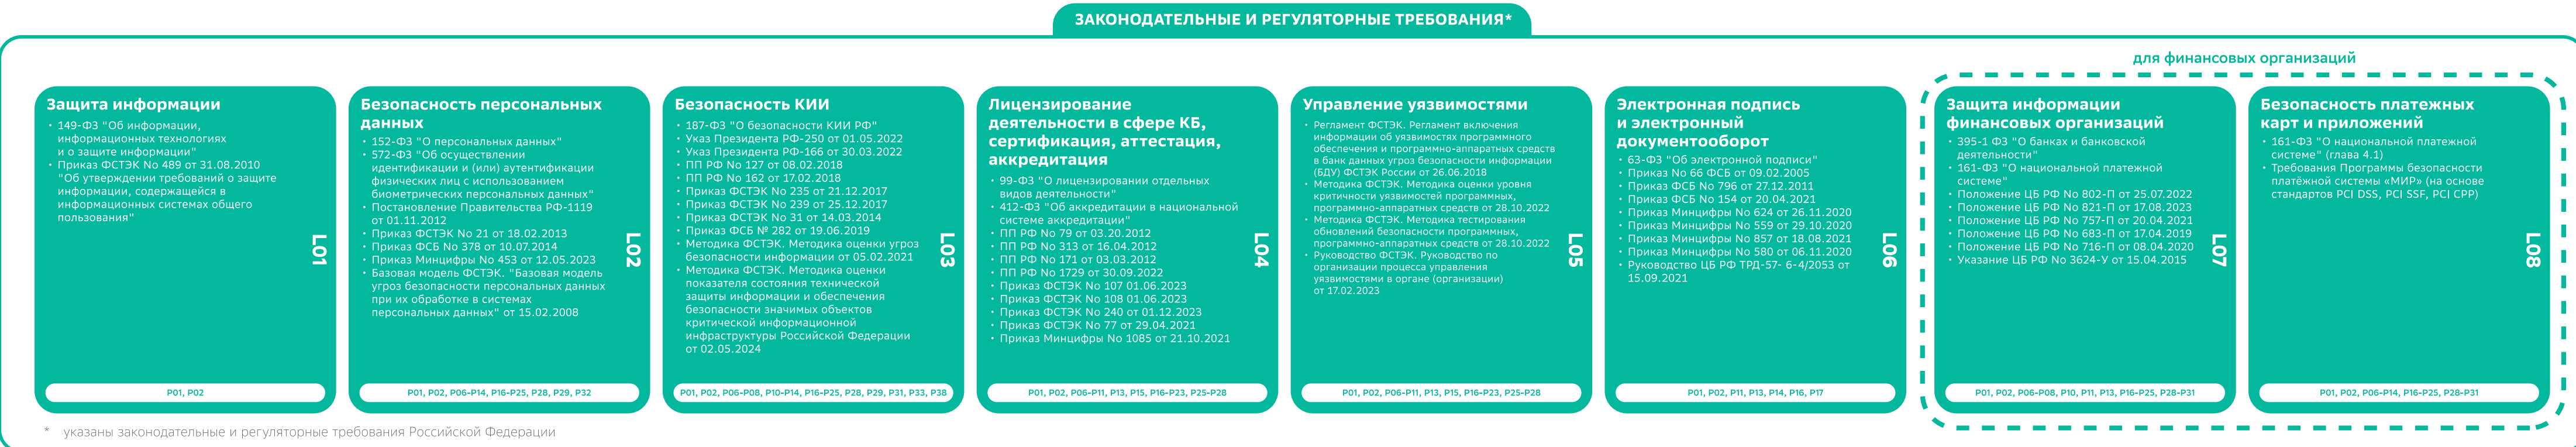 ЗАКОНОДАТЕЛЬНЫЕ И РЕГУЛЯТОРНЫЕ ТРЕБОВАНИЯ*
для финансовых организаций
Защита информации
• 149-ФЗ "Об информации,
информационных технологиях
и о защите информации"
• Приказ ФСТЭК No 489 от 31.08.2010
"Об утверждении требований о защите
информации, содержащейся в
информационных системах общего
пользования"
L01
P01, P02
Безопасность персональных
данных
• 152-ФЗ "О персональных данных"
• 572-ФЗ "Об осуществлении
идентификации и (или) аутентификации
физических лиц с использованием
биометрических персональных данных"
• Постановление Правительства РФ-1119
от 01.11.2012
• Приказ ФСТЭК No 21 от 18.02.2013
• Приказ ФСБ No 378 от 10.07.2014
• Приказ Минцифры No 453 от 12.05.2023
• Базовая модель ФСТЭК. "Базовая модель
угроз безопасности персональных данных
при их обработке в системах
персональных данных" от 15.02.2008
L02
P01, P02, P06-P14, P16-P25, P28, P29, P32
Безопасность КИИ
• 187-ФЗ "О безопасности КИИ РФ"
• Указ Президента РФ-250 от 01.05.2022
• Указ Президента РФ-166 от 30.03.2022
• ПП РФ No 127 от 08.02.2018
• ПП РФ No 162 от 17.02.2018
• Приказ ФСТЭК No 235 от 21.12.2017
• Приказ ФСТЭК No 239 от 25.12.2017
• Приказ ФСТЭК No 31 от 14.03.2014
• Приказ ФСБ № 282 от 19.06.2019
• Методика ФСТЭК. Методика оценки угроз
безопасности информации от 05.02.2021
• Методика ФСТЭК. Методика оценки
показателя состояния технической
защиты информации и обеспечения
безопасности значимых объектов
критической информационной
инфраструктуры Российской Федерации
от 02.05.2024
L03
P01, P02, P06-P08, P10-P14, P16-P25, P28, P29, P31, P33, P38
Лицензирование
деятельности в сфере КБ,
сертификация, аттестация,
аккредитация
• 99-ФЗ "О лицензировании отдельных
видов деятельности"
• 412-ФЗ "Об аккредитации в национальной
системе аккредитации"
• ПП РФ No 79 от 03.20.2012
• ПП РФ No 313 от 16.04.2012
• ПП РФ No 171 от 03.03.2012
• ПП РФ No 1729 от 30.09.2022
• Приказ ФСТЭК No 107 01.06.2023
• Приказ ФСТЭК No 108 01.06.2023
• Приказ ФСТЭК No 240 от 01.12.2023
• Приказ ФСТЭК No 77 от 29.04.2021
• Приказ Минцифры No 1085 от 21.10.2021
L04
P01, P02, P06-P11, P13, P15, P16-P23, P25-P28
Управление уязвимостями
• Регламент ФСТЭК. Регламент включения
информации об уязвимостях программного
обеспечения и программно-аппаратных средств
в банк данных угроз безопасности информации
(БДУ) ФСТЭК России от 26.06.2018
• Методика ФСТЭК. Методика оценки уровня
критичности уязвимостей программных,
программно-аппаратных средств от 28.10.2022
• Методика ФСТЭК. Методика тестирования
обновлений безопасности программных,
программно-аппаратных средств от 28.10.2022
• Руководство ФСТЭК. Руководство по
организации процесса управления
уязвимостями в органе (организации)
от 17.02.2023
L05
P01, P02, P06-P11, P13, P15, P16-P23, P25-P28
Электронная подпись
и электронный
документооборот
• 63-ФЗ "Об электронной подписи"
• Приказ No 66 ФСБ от 09.02.2005
• Приказ ФСБ No 796 от 27.12.2011
• Приказ ФСБ No 154 от 20.04.2021
• Приказ Минцифры No 624 от 26.11.2020
• Приказ Минцифры No 559 от 29.10.2020
• Приказ Минцифры No 857 от 18.08.2021
• Приказ Минцифры No 580 от 06.11.2020
• Руководство ЦБ РФ ТРД-57- 6-4/2053 от
15.09.2021
L06
P01, P02, P11, P13, P14, P16, P17
Защита информации
финансовых организаций
• 395-1 ФЗ "О банках и банковской
деятельности"
• 161-ФЗ "О национальной платежной
системе"
• Положение ЦБ РФ No 802-П от 25.07.2022
• Положение ЦБ РФ No 821-П от 17.08.2023
• Положение ЦБ РФ No 757-П от 20.04.2021
• Положение ЦБ РФ No 683-П от 17.04.2019
• Положение ЦБ РФ No 716-П от 08.04.2020
• Указание ЦБ РФ No 3624-У от 15.04.2015
L07
P01, P02, P06-P08, P10, P11, P13, P16-P25, P28-P31
Безопасность платежных
карт и приложений
• 161-ФЗ "О национальной платежной
системе" (глава 4.1)
• Требования Программы безопасности
платёжной системы «МИР» (на основе
стандартов PCI DSS, PCI SSF, PCI CPP)
L08
P01, P02, P06-P14, P16-P25, P28-P31
* указаны законодательные и регуляторные требования Российской Федерации